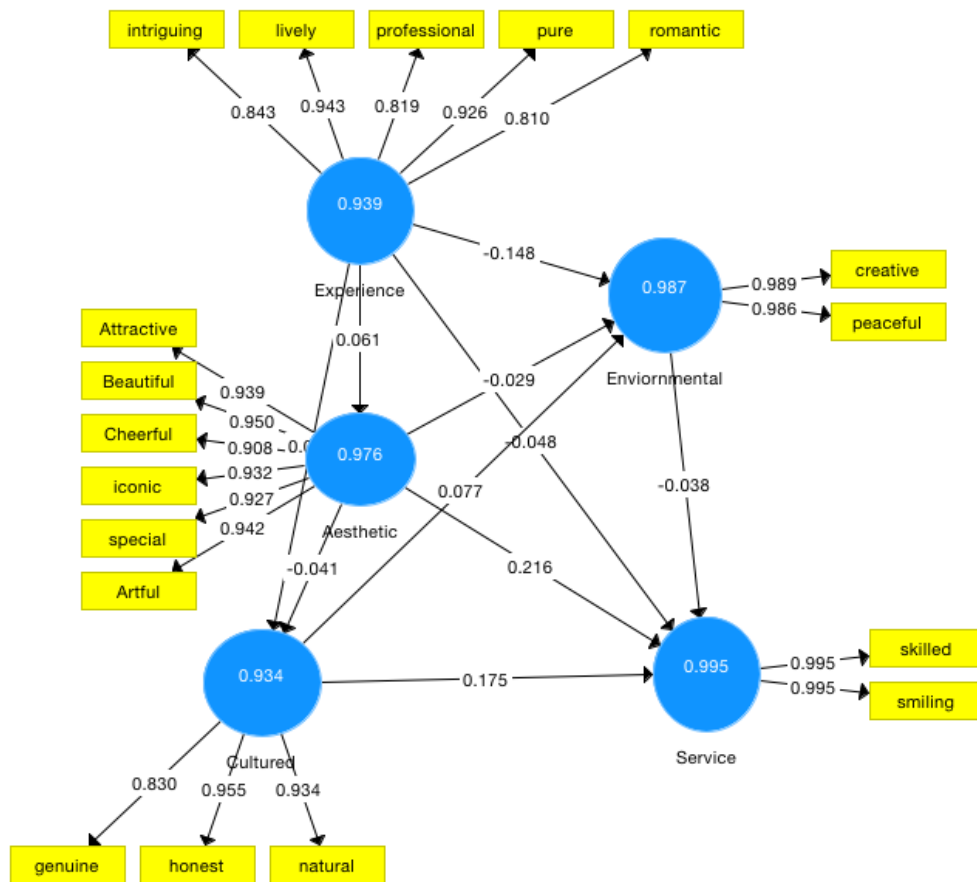 intriguing
lively
professional
pure
romantic
0.843
0.943
0.819
0.926
0.810
0.939
Experience
-0.148
0.987
Enviornmental
0.989
0.986
creative
peaceful
0.061
Attractive
Beautiful
Cheerful
iconic
special
Artful
0.939
0.950
0.908
0.932
0.927
0.942
0.976
Aesthetic
-0.029
-0.048
0.077
-0.038
-0.041
0.216
0.934
Cultured
0.175
0.995
Service
0.995
0.995
skilled
smiling
0.830
0.955
0.934
genuine
honest
natural